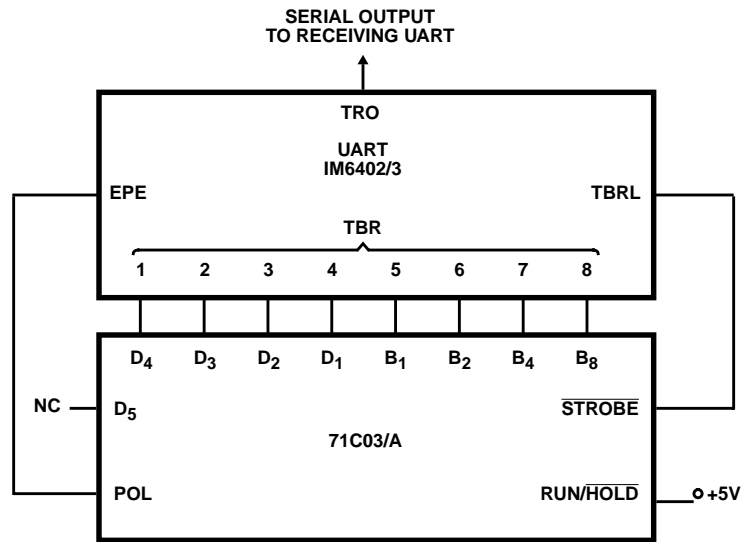 SERIAL OUTPUT
TO RECEIVING UART
TRO
UART
IM6402/3
EPE TBRL
TBR
1 2 3 4 5 6 7 8
D4 D3 D2 D1 B1 B2 B4 B8
NC D5 STROBE
71C03/A
POL RUN/HOLD +5V